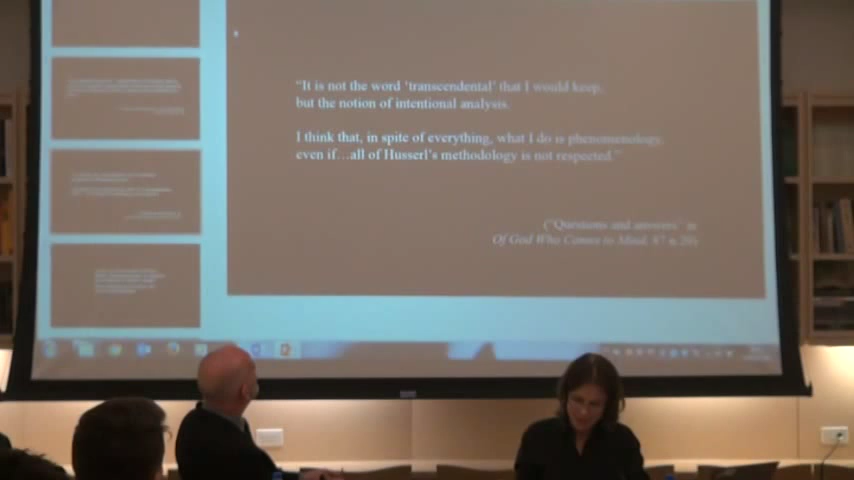 “It is not the word ‘transcendental’ that I would keep,
but the notion of intentional analysis.
I think that, in spite of everything, what I do is phenomenology,
even if…all of Husserl’s methodology is not respected.”
(“Questions and answers” in
Of God Who Comes to Mind, 87 n 20)